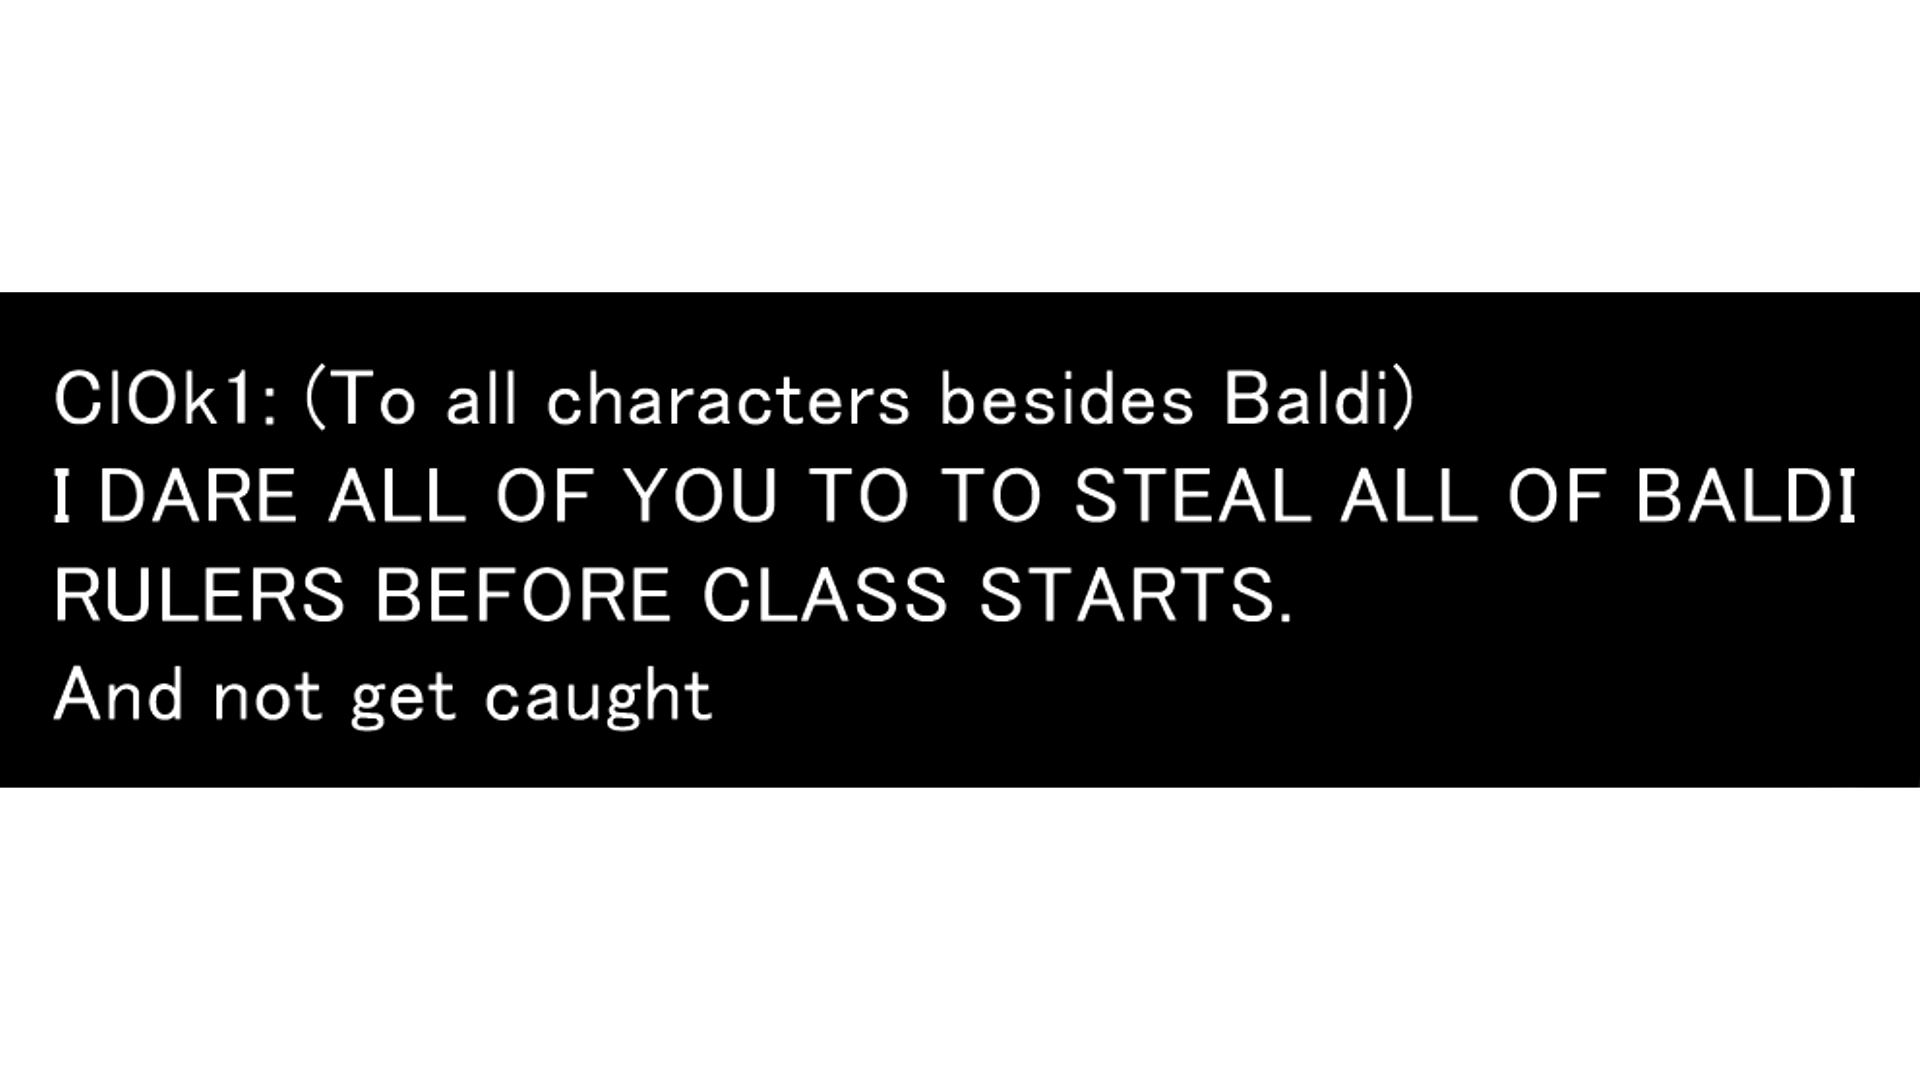 ClOk1: (To all characters besides Baldi)
I DARE ALL OF YOU TO TO STEAL ALL OF BALDI
RULERS BEFORE CLASS STARTS.
And not get caught